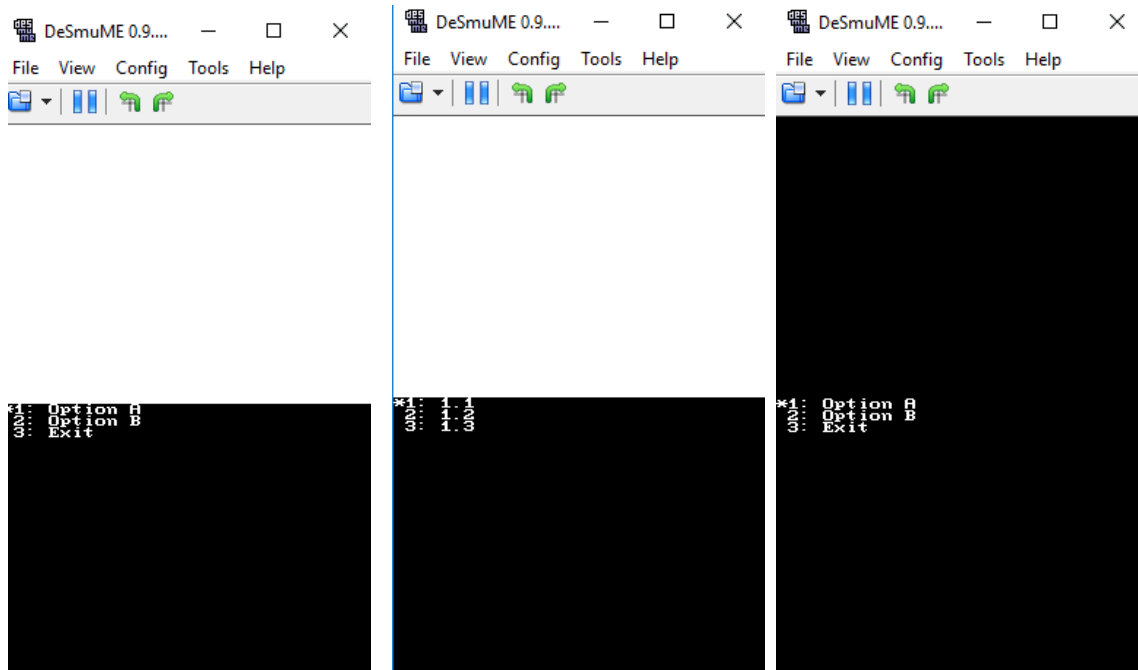 DeSmuME 0.9....
File View Config Tools Help
*1: Option A
2: Option B
3: Exit
DeSmuME 0.9....
File View Config Tools Help
*1: 1.1
2: 1.2
3: 1.3
DeSmuME 0.9....
File View Config Tools Help
*1: Option A
2: Option B
3: Exit